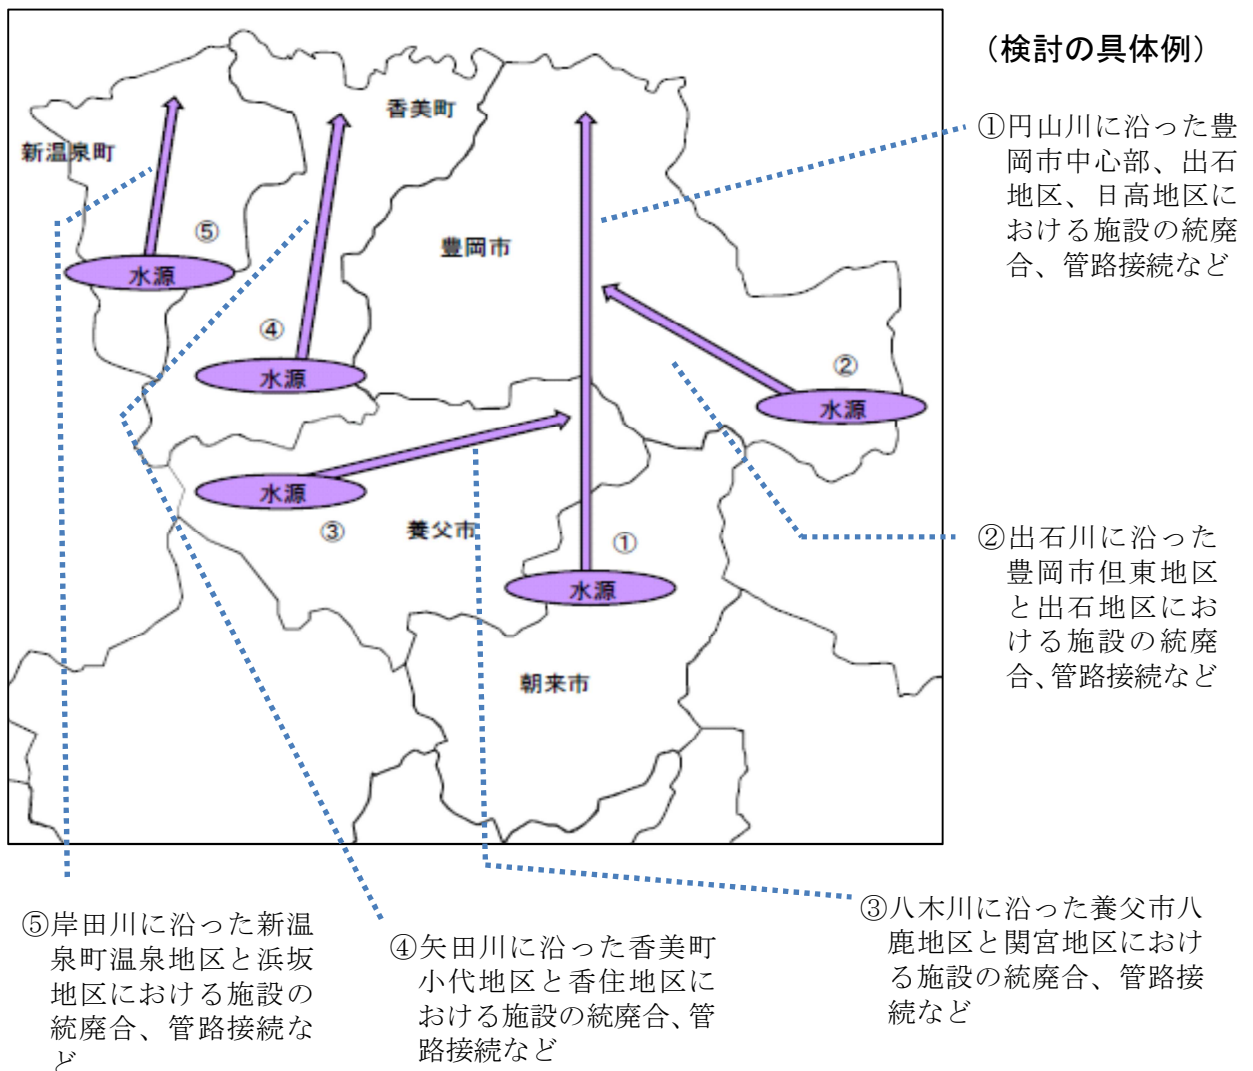 (検討の具体例)
香美町
新温泉町
⑤
水源
豊岡市
④
水源
②
水源
水源
③
養父市
①
水源
朝来市
①円山川に沿った豊
岡市中心部、出石
地区、日高地区に
おける施設の統廃
合、管路接続など
②出石川に沿った
豊岡市但東地区
と出石地区にお
ける施設の統廃
合、管路接続など
③八木川に沿った養父市八
鹿地区と関宮地区におけ
る施設の統廃合、管路接
続など
④矢田川に沿った香美町
小代地区と香住地区に
おける施設の統廃合、管
路接続など
⑤岸田川に沿った新温
泉町温泉地区と浜坂
地区における施設の
統廃合、管路接続な
ど